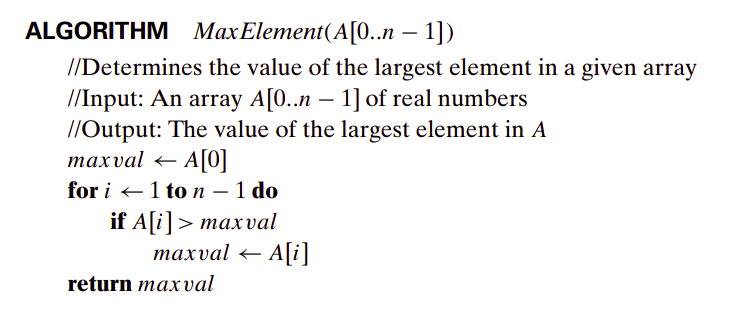 ALGORITHM MaxElement(A[0..n − 1])
//Determines the value of the largest element in a given array
//Input: An array A[0..n − 1] of real numbers
//Output: The value of the largest element in A
maxval ← A[0]
for i ← 1 to n − 1 do
if A[i] > maxval
maxval ← A[i]
return maxval